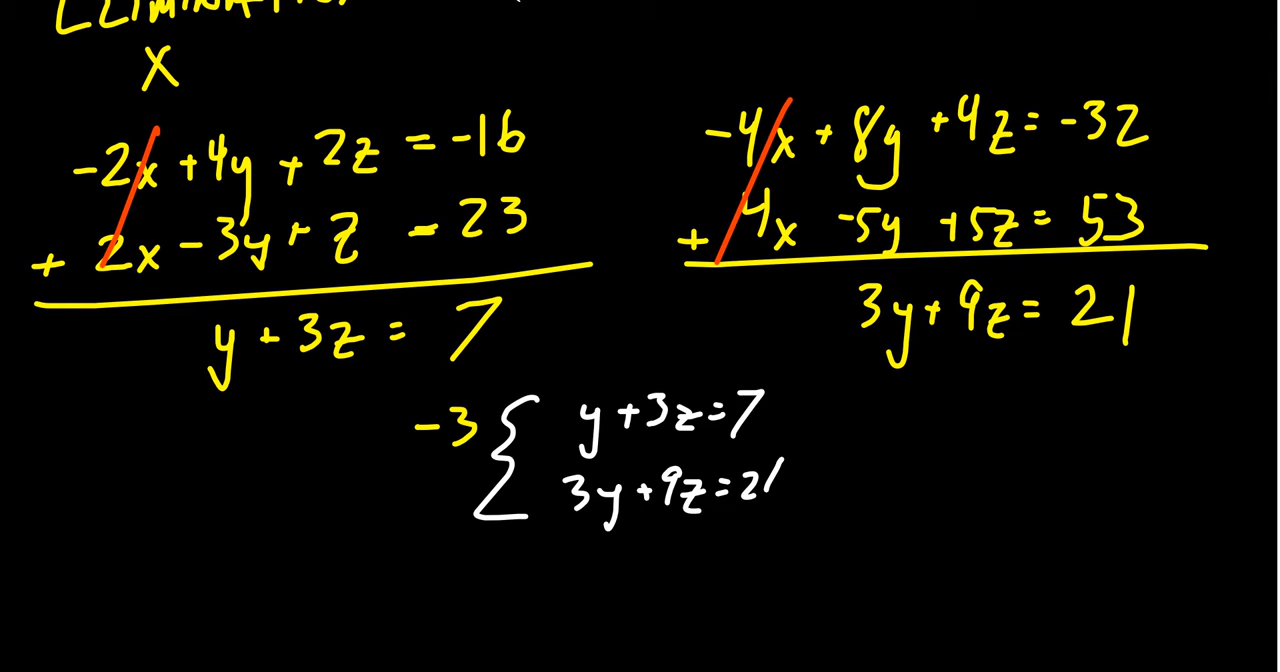 ELIMINATION
X
-2x + 4y + 2z = -16
+ 2x - 3y + z = 23
y + 3z = 7
-4x + 8y + 4z = -32
+ 4x - 5y + 5z = 53
3y + 9z = 21
-3 { y + 3z = 7
3y + 9z = 21